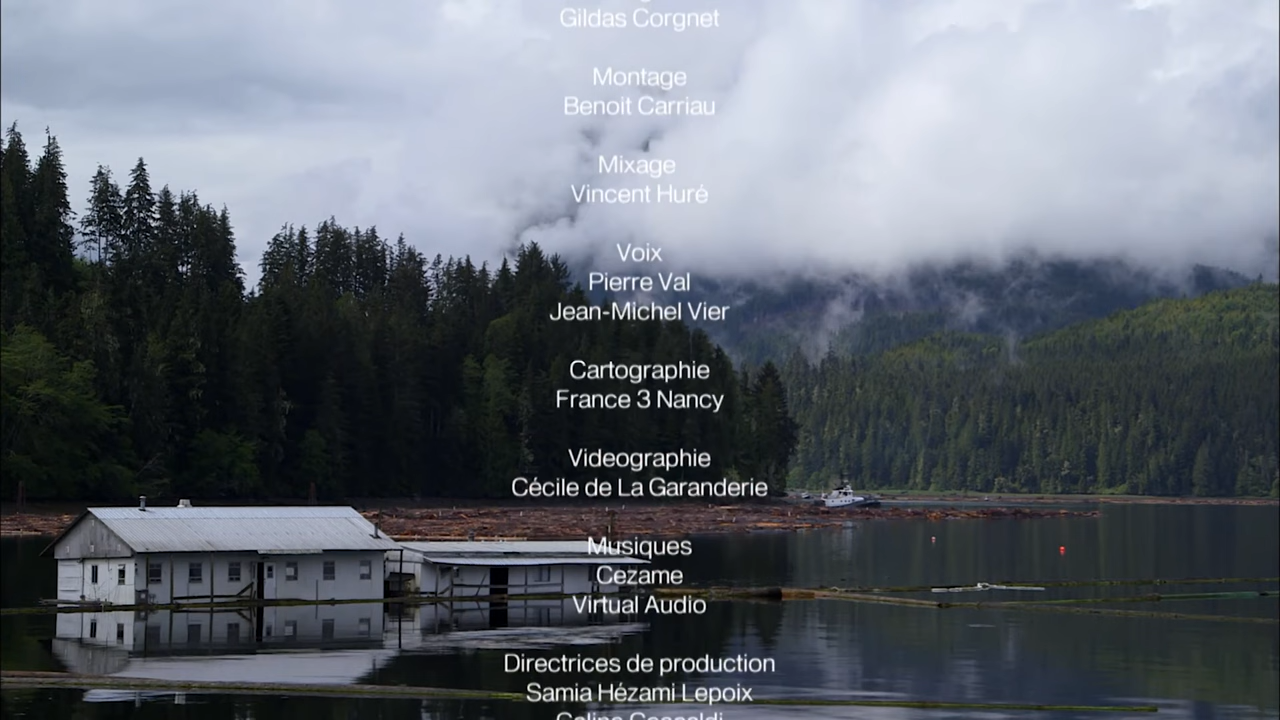 Gildas Corgnet
Montage
Benoit Carriau
Mixage
Vincent Huré
Voix
Pierre Val
Jean-Michel Vier
Cartographie
France 3 Nancy
Videographie
Cécile de La Garanderie
Musiques
Cezame
Virtual Audio
Directrices de production
Samia Hézami Lepoix